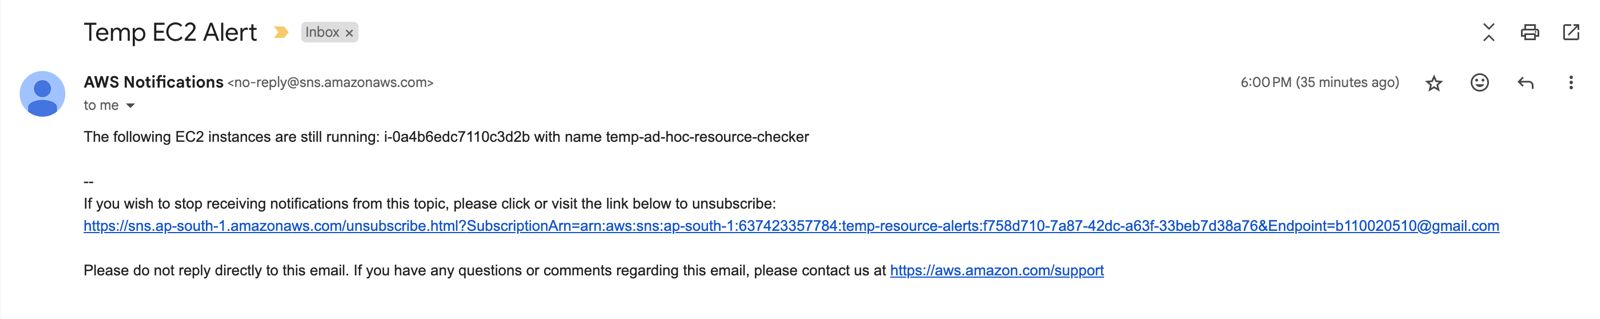 Temp EC2 Alert Inbox ×
AWS Notifications <no-reply@sns.amazonaws.com> 6:00 PM (35 minutes ago)
to me
The following EC2 instances are still running: i-0a4b6edc7110c3d2b with name temp-ad-hoc-resource-checker
--
If you wish to stop receiving notifications from this topic, please click or visit the link below to unsubscribe:
https://sns.ap-south-1.amazonaws.com/unsubscribe.html?SubscriptionArn=arn:aws:sns:ap-south-1:637423357784:temp-resource-alerts:f758d710-7a87-42dc-a63f-33beb7d38a76&Endpoint=b110020510@gmail.com
Please do not reply directly to this email. If you have any questions or comments regarding this email, please contact us at https://aws.amazon.com/support